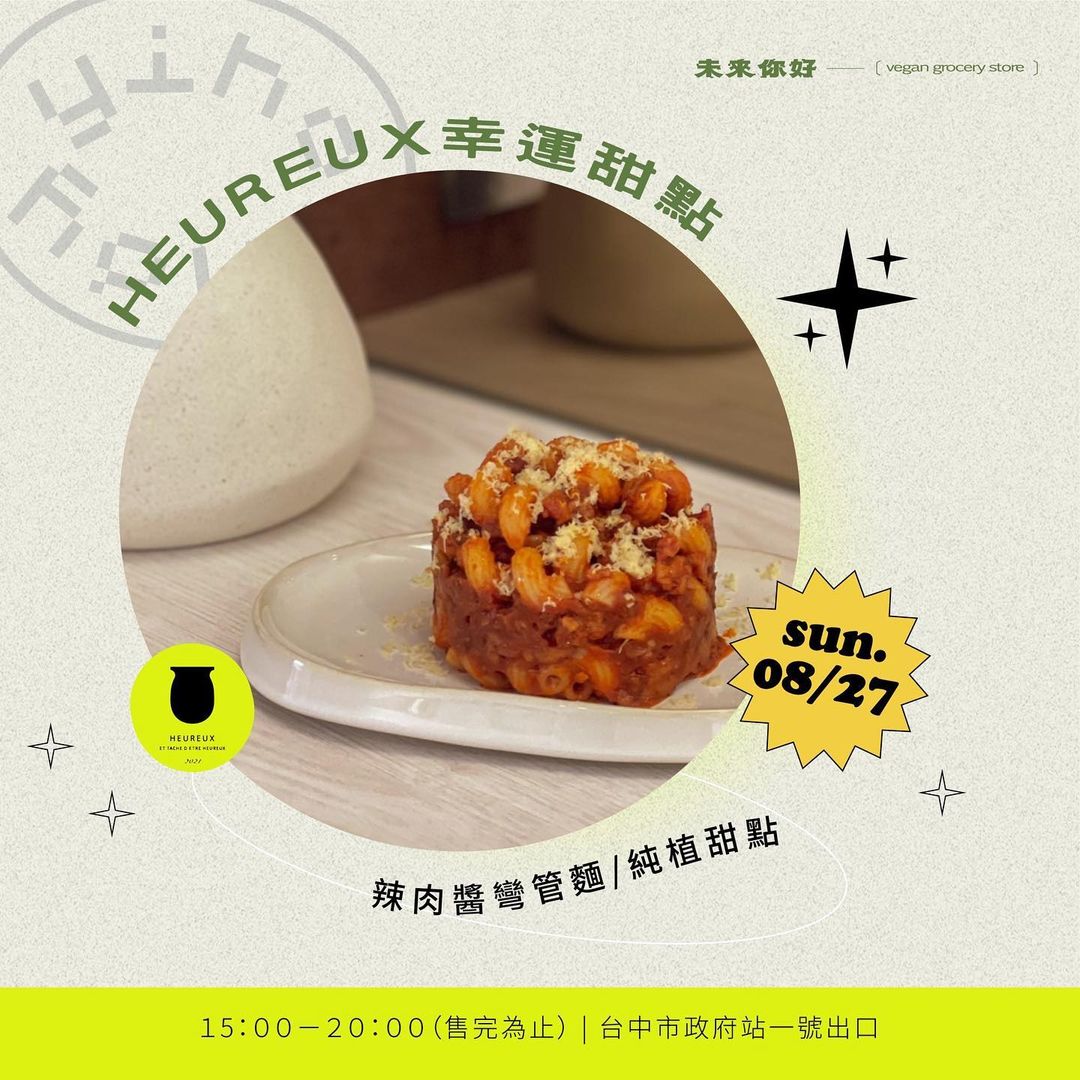 未來你好 —— 〔 vegan grocery store 〕
HEUREUX幸運甜點
sun.
08/27
HEUREUX
ET TACHE D ETRE HEUREUX
2021
辣肉醬彎管麵/純植甜點
15:00－20:00(售完為止) | 台中市政府站一號出口